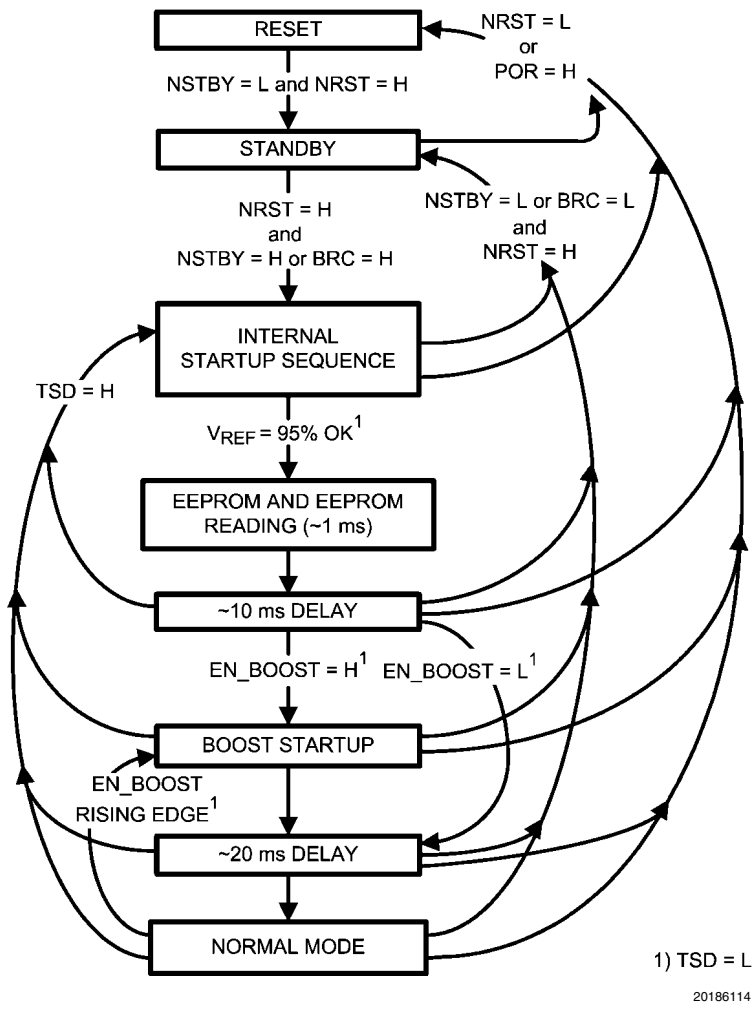 RESET
NRST = L
or
POR = H
NSTBY = L and NRST = H
STANDBY
NRST = H
and
NSTBY = H or BRC = H
NSTBY = L or BRC = L
and
NRST = H
INTERNAL
STARTUP SEQUENCE
TSD = H
VREF = 95% OK1
EEPROM AND EEPROM
READING (~1 ms)
~10 ms DELAY
EN_BOOST = H1
EN_BOOST = L1
BOOST STARTUP
EN_BOOST
RISING EDGE1
~20 ms DELAY
NORMAL MODE
1) TSD = L
20186114